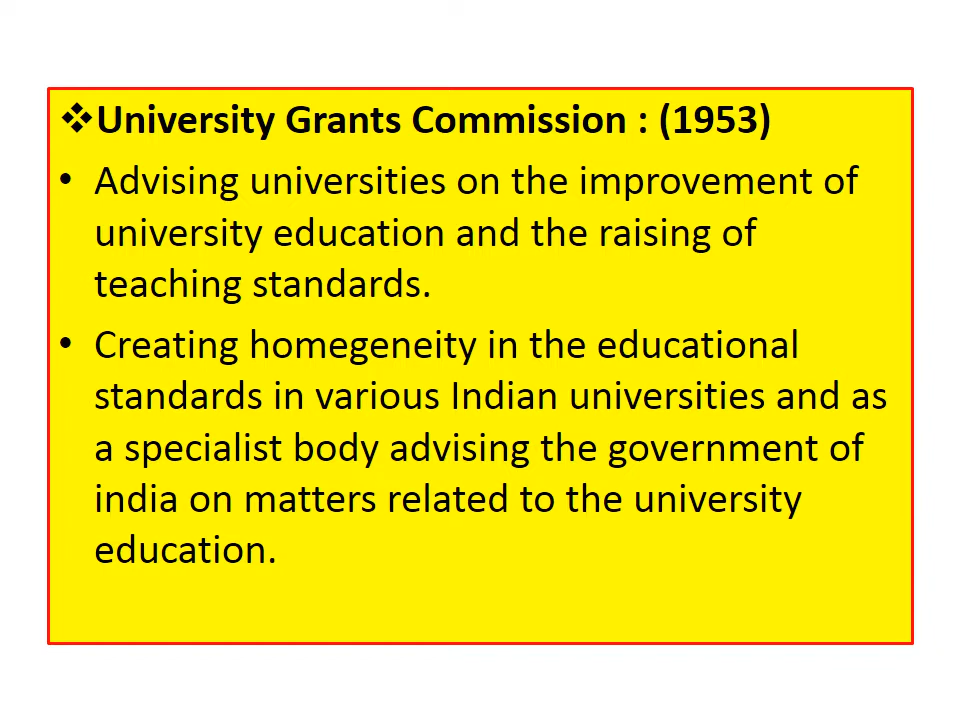 ❖University Grants Commission : (1953)
• Advising universities on the improvement of
university education and the raising of
teaching standards.
• Creating homegeneity in the educational
standards in various Indian universities and as
a specialist body advising the government of
india on matters related to the university
education.